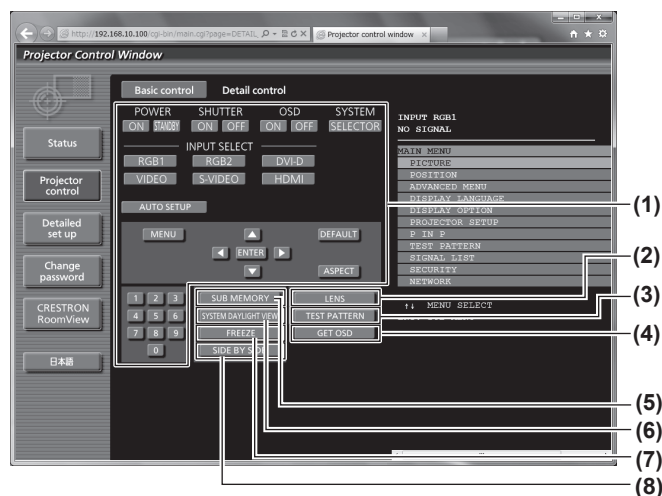 http://192.168.10.100/cgi-bin/main.cgi?page=DETAIL_ Projector control window
Projector Control Window
Basic control Detail control
POWER SHUTTER OSD SYSTEM
ON STANDBY ON OFF ON OFF SELECTOR
INPUT SELECT
RGB1 RGB2 DVI-D
VIDEO S-VIDEO HDMI
AUTO SETUP
MENU DEFAULT
ENTER
ASPECT
1 2 3
4 5 6
7 8 9
0
SUB MEMORY LENS
SYSTEM DAYLIGHT VIEW TEST PATTERN
FREEZE GET OSD
SIDE BY SIDE
Status
Projector
control
Detailed
set up
Change
password
CRESTRON
RoomView
日本語
INPUT RGB1
NO SIGNAL
MAIN MENU
PICTURE
POSITION
ADVANCED MENU
DISPLAY LANGUAGE
DISPLAY OPTION
PROJECTOR SETUP
P IN P
TEST PATTERN
SIGNAL LIST
SECURITY
NETWORK
↑↓ MENU SELECT
(1)
(2)
(3)
(4)
(5)
(6)
(7)
(8)